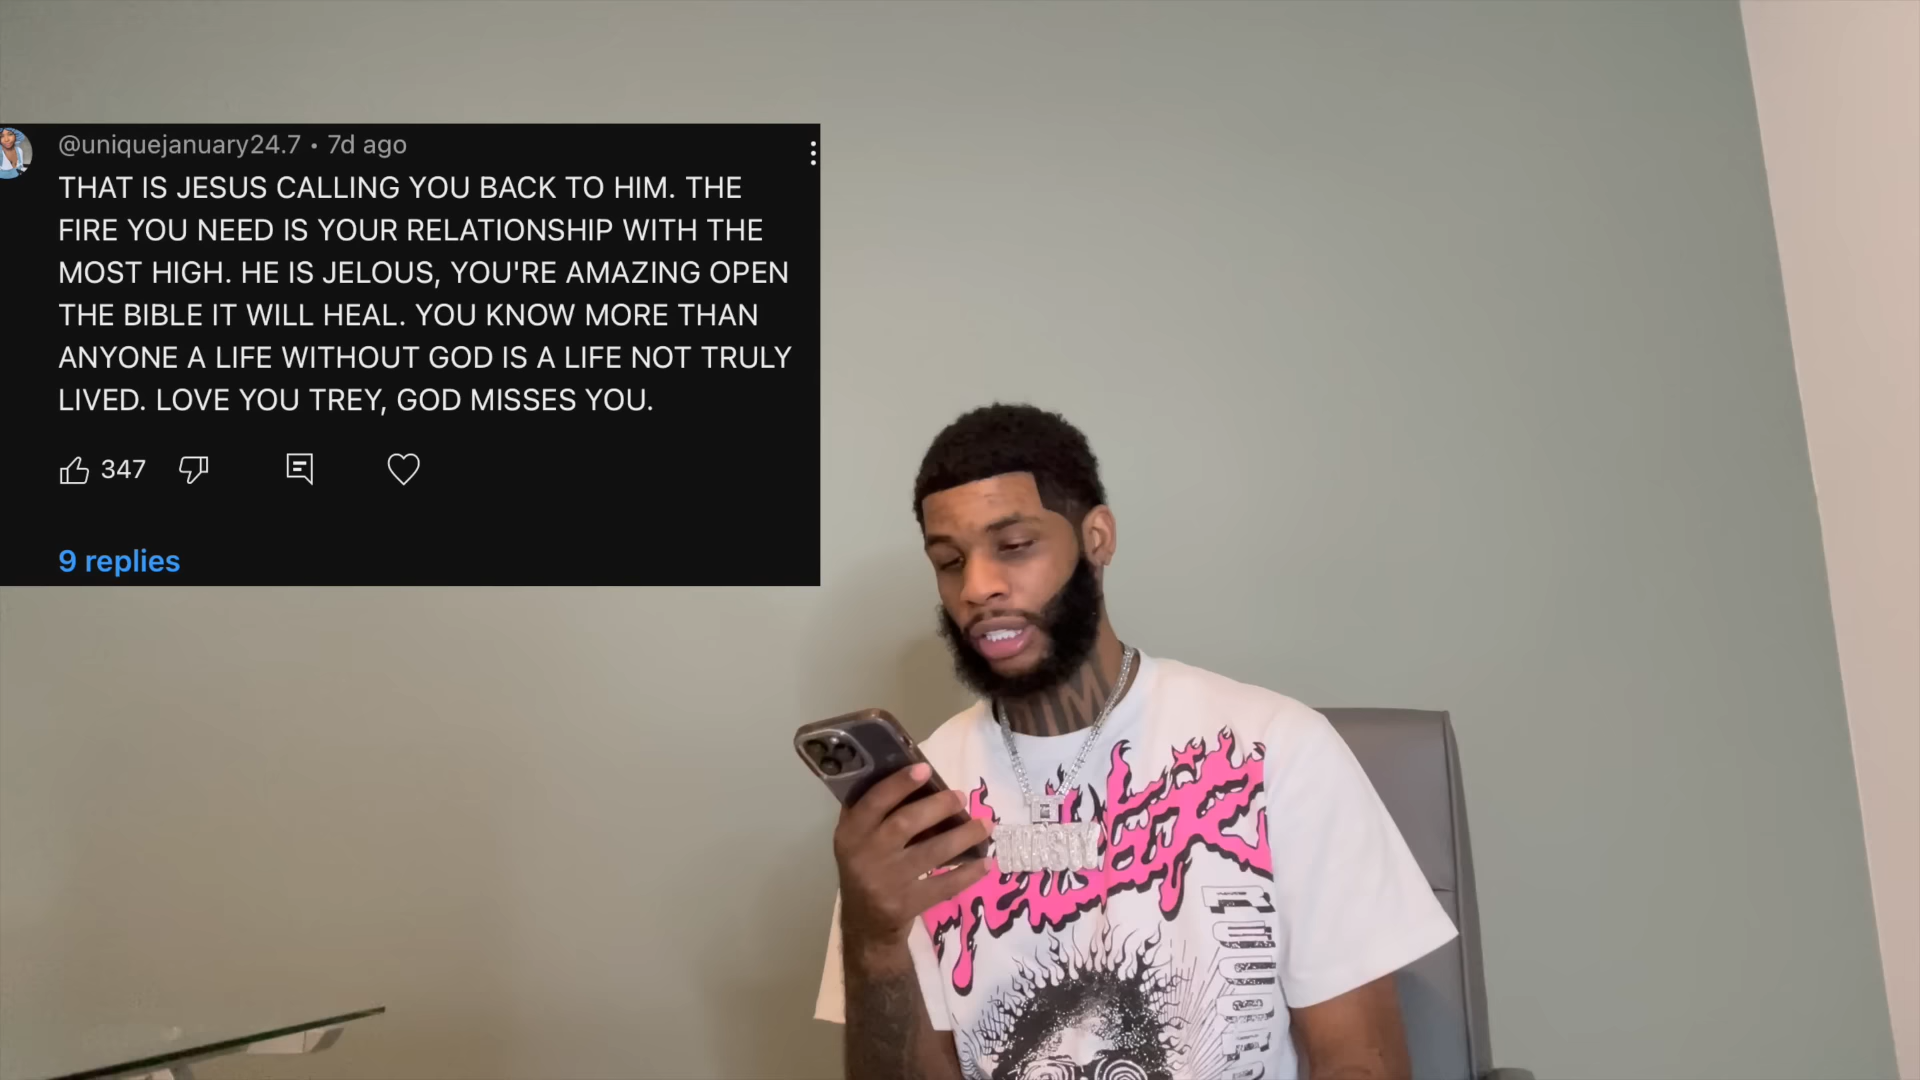 @uniquejanuary24.7 • 7d ago
THAT IS JESUS CALLING YOU BACK TO HIM. THE
FIRE YOU NEED IS YOUR RELATIONSHIP WITH THE
MOST HIGH. HE IS JELOUS, YOU'RE AMAZING OPEN
THE BIBLE IT WILL HEAL. YOU KNOW MORE THAN
ANYONE A LIFE WITHOUT GOD IS A LIFE NOT TRULY
LIVED. LOVE YOU TREY, GOD MISSES YOU.
347
9 replies